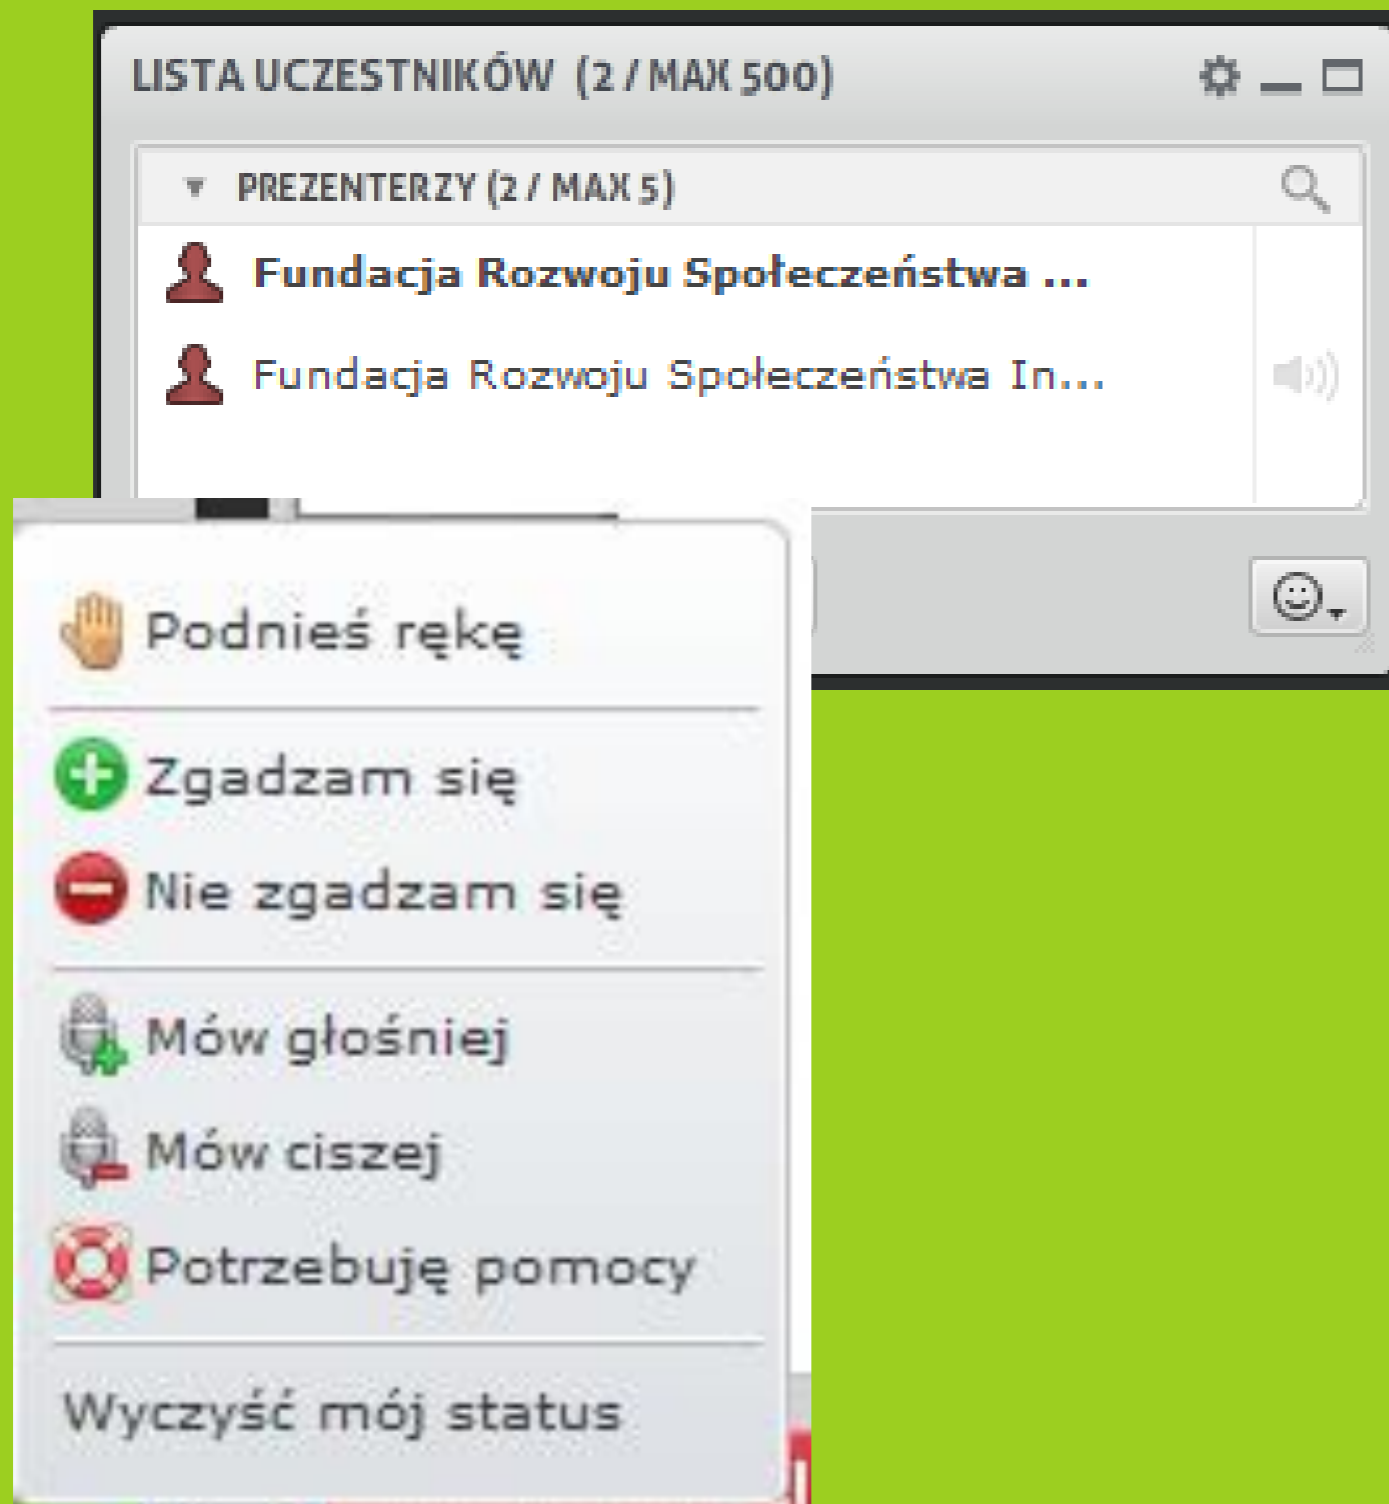 LISTA UCZESTNIKÓW (2 / MAX 500)
PREZENTERZY (2 / MAX 5)
Fundacja Rozwoju Społeczeństwa ...
Fundacja Rozwoju Społeczeństwa In...
Podnieś rękę
Zgadzam się
Nie zgadzam się
Mów głośniej
Mów ciszej
Potrzebuję pomocy
Wyczyść mój status